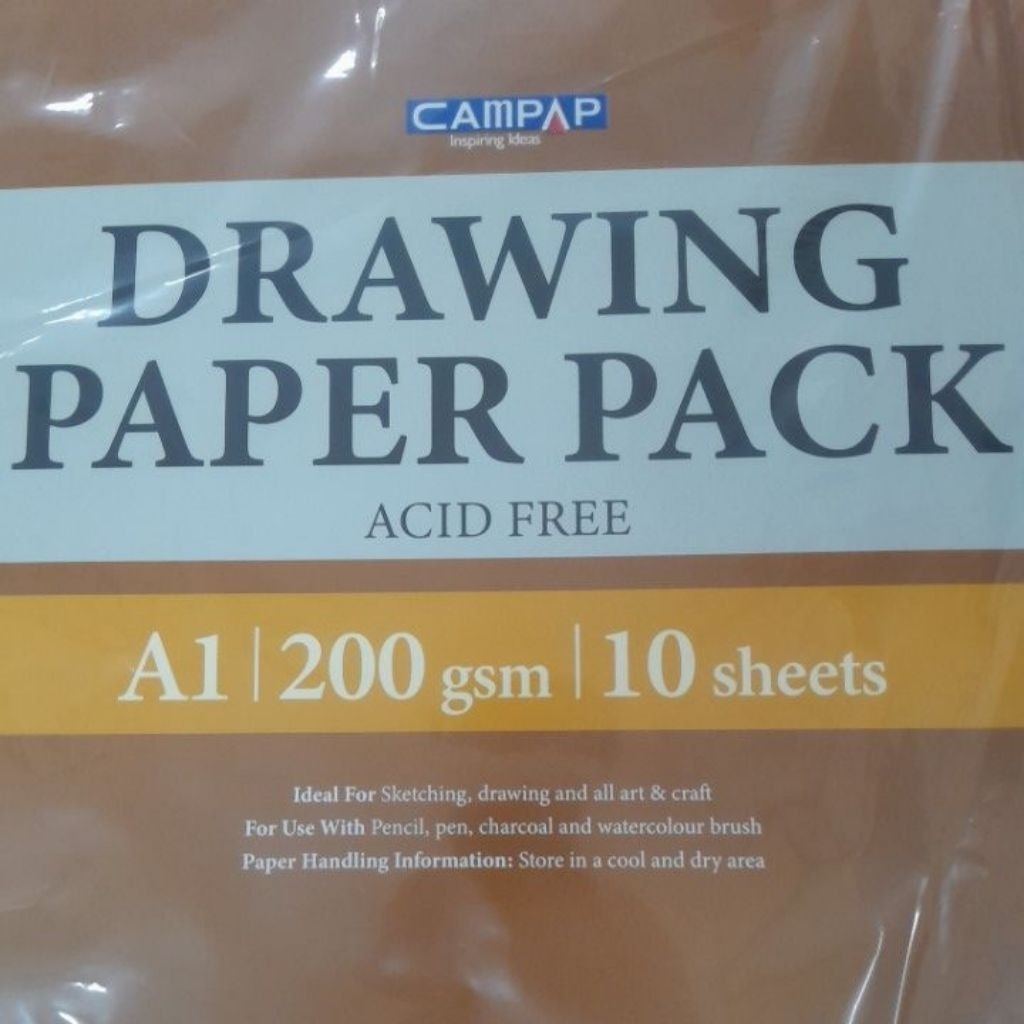 CAMPAP
Inspiring Ideas
DRAWING
PAPER PACK
ACID FREE
A1 | 200 gsm | 10 sheets
Ideal For Sketching, drawing and all art & craft
For Use With Pencil, pen, charcoal and watercolour brush
Paper Handling Information: Store in a cool and dry area